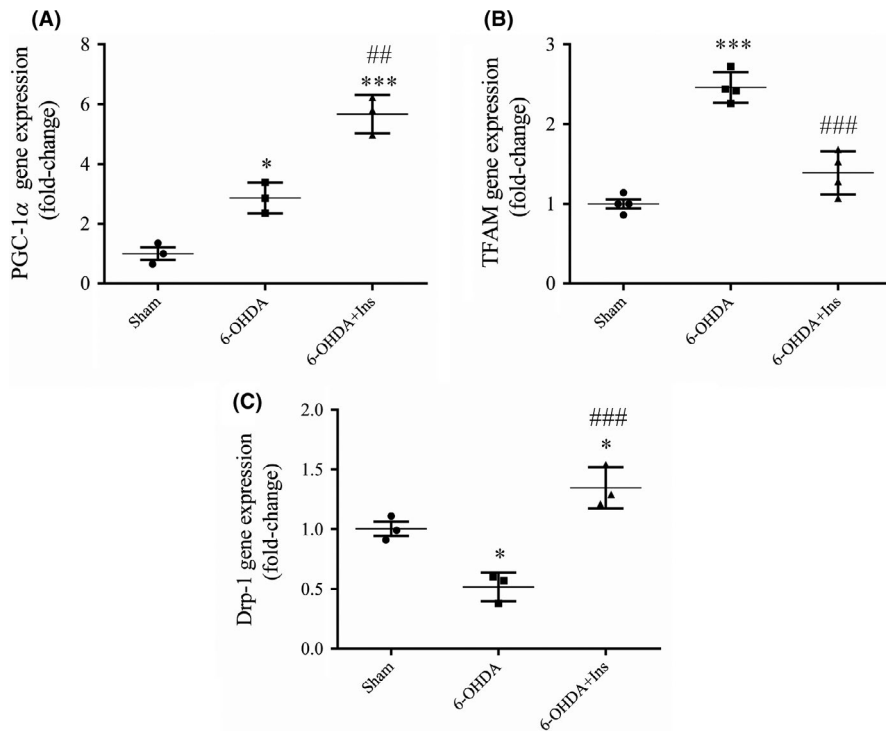 (A)
PGC-1α gene expression
(fold-change)
8
6
4
2
0
*
***
##
Sham
6-OHDA
6-OHDA+Ins
(B)
TFAM gene expression
(fold-change)
3
2
1
0
***
###
Sham
6-OHDA
6-OHDA+Ins
(C)
Drp-1 gene expression
(fold-change)
2.0
1.5
1.0
0.5
0.0
*
###
*
Sham
6-OHDA
6-OHDA+Ins